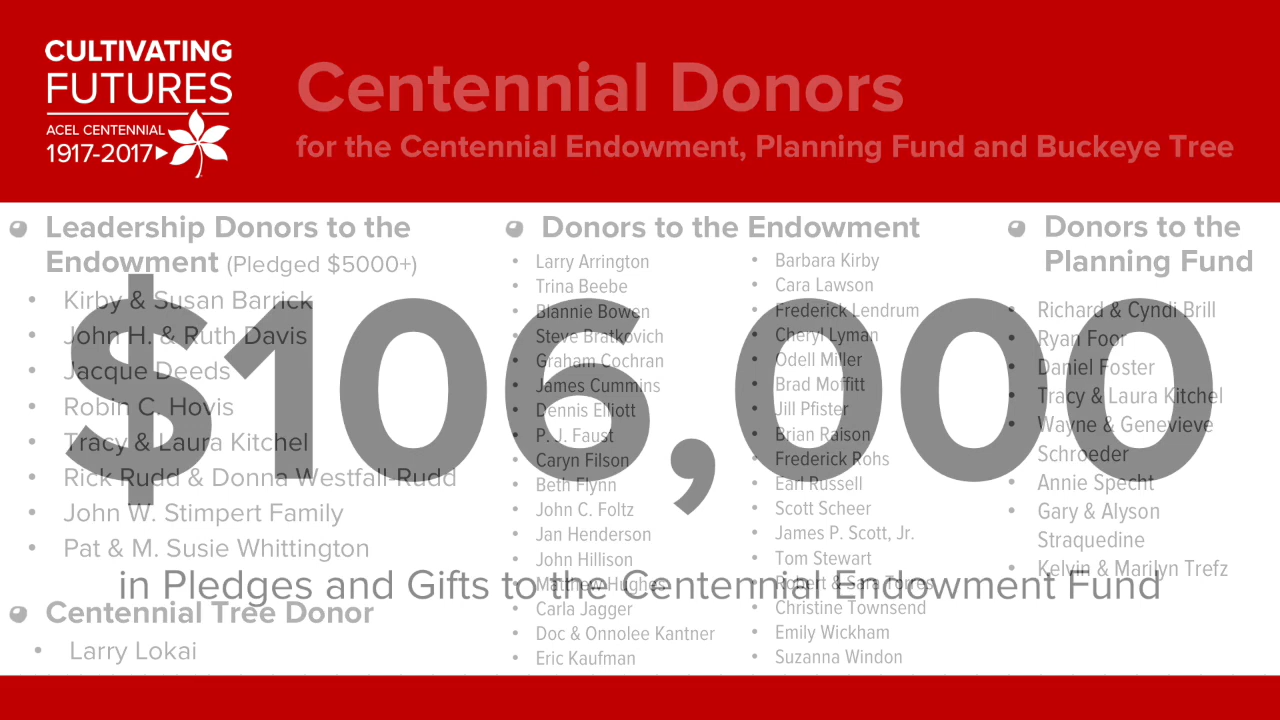 CULTIVATING
FUTURES
ACEL CENTENNIAL
1917-2017
Centennial Donors
for the Centennial Endowment, Planning Fund and Buckeye Tree
Leadership Donors to the
Endowment (Pledged $5000+)
• Kirby & Susan Barrick
• John H. & Ruth Davis
• Jacque Deeds
• Robin C. Hovis
• Tracy & Laura Kitchel
• Rick Rudd & Donna Westfall Rudd
• John W. Stimpert Family
• Pat & M. Susie Whittington
Centennial Tree Donor
• Larry Lokai
Donors to the Endowment
• Larry Arrington
• Trina Beebe
• Blannie Bowen
• Steve Bratkovich
• Graham Cochran
• James Cummins
• Dennis Elliott
• P. J. Faust
• Caryn Filson
• Beth Flynn
• John C. Foltz
• Jan Henderson
• John Hillison
• Matthew Hughes
• Carla Jagger
• Doc & Onnolee Kantner
• Eric Kaufman
• Barbara Kirby
• Cara Lawson
• Frederick Lendrum
• Cheryl Lyman
• Odell Miller
• Brad Moffitt
• Jill Pfister
• Brian Raison
• Frederick Rohs
• Earl Russell
• Scott Scheer
• James P. Scott, Jr.
• Tom Stewart
• Robert & Sara Torres
• Christine Townsend
• Emily Wickham
• Suzanna Windon
Donors to the
Planning Fund
• Richard & Cyndi Brill
• Ryan Foor
• Daniel Foster
• Tracy & Laura Kitchel
• Wayne & Genevieve
Schroeder
• Annie Specht
• Gary & Alyson
Straquedine
• Kelvin & Marilyn Trefz
$106,000
in Pledges and Gifts to the Centennial Endowment Fund